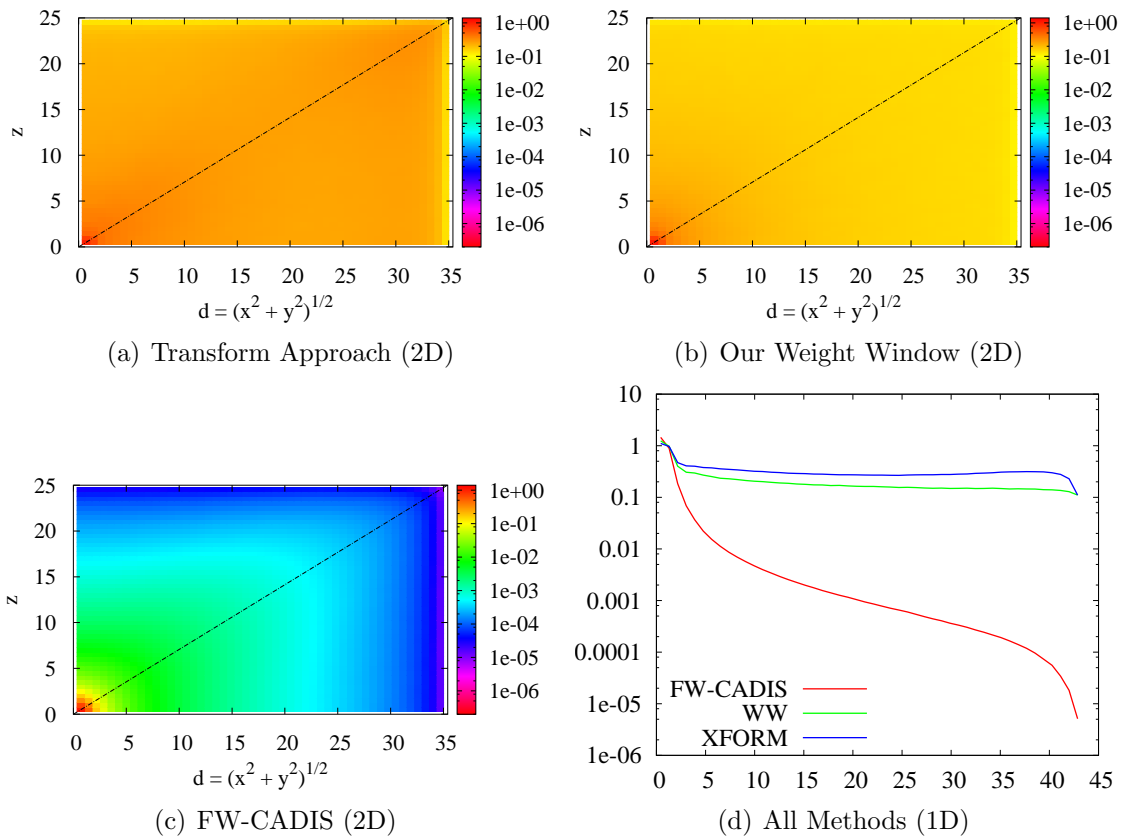 25
20
15
10
5
0
z
0 5 10 15 20 25 30 35
d = (x² + y²)^{1/2}
1e+00
1e-01
1e-02
1e-03
1e-04
1e-05
1e-06
(a) Transform Approach (2D)
25
20
15
10
5
0
z
0 5 10 15 20 25 30 35
d = (x² + y²)^{1/2}
1e+00
1e-01
1e-02
1e-03
1e-04
1e-05
1e-06
(b) Our Weight Window (2D)
25
20
15
10
5
0
z
0 5 10 15 20 25 30 35
d = (x² + y²)^{1/2}
1e+00
1e-01
1e-02
1e-03
1e-04
1e-05
1e-06
(c) FW-CADIS (2D)
10
1
0.1
0.01
0.001
0.0001
1e-05
1e-06
FW-CADIS
WW
XFORM
0 5 10 15 20 25 30 35 40 45
(d) All Methods (1D)